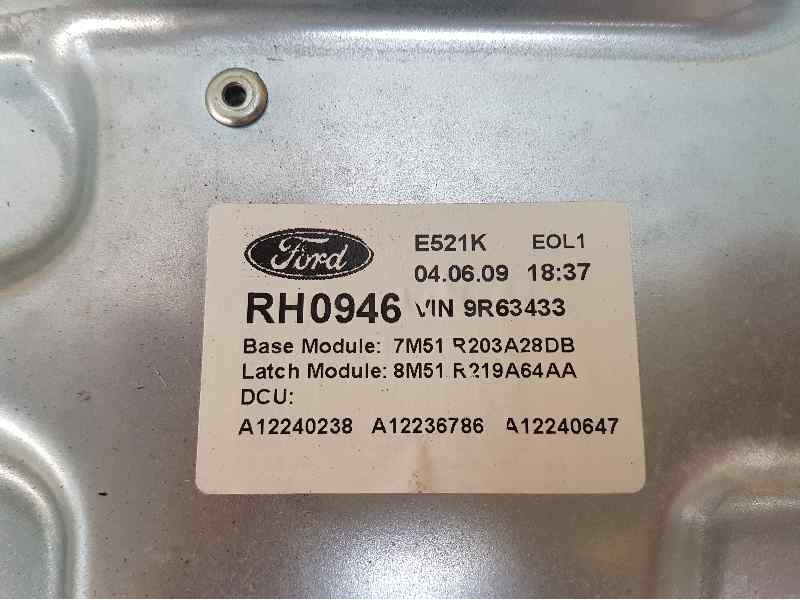 Ford E521K EOL1
04.06.09 18:37
RH0946 VIN 9R63433
Base Module: 7M51 R203A28DB
Latch Module: 8M51 R219A64AA
DCU:
A12240238 A12236786 A12240647